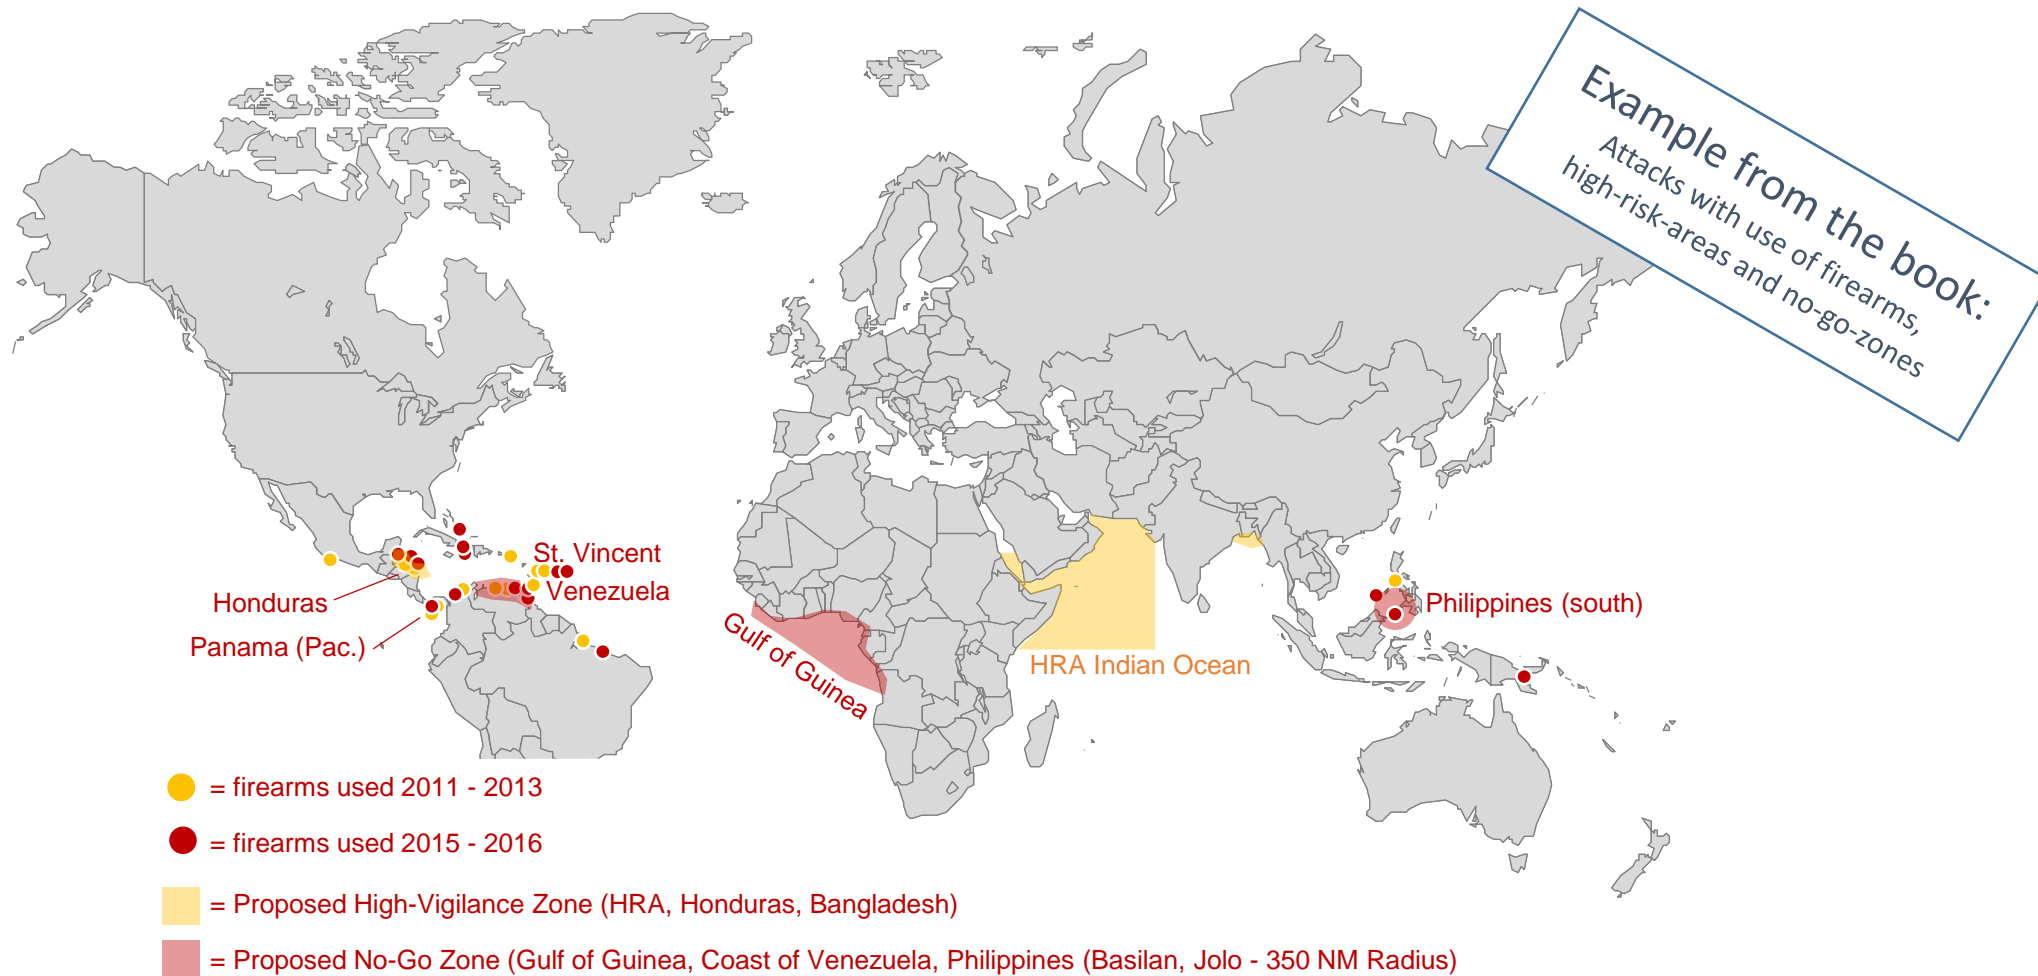 Example from the book:
Attacks with use of firearms,
high-risk-areas and no-go-zones
St. Vincent
Venezuela
Honduras
Panama (Pac.)
Gulf of Guinea
HRA Indian Ocean
Philippines (south)
= firearms used 2011 - 2013
= firearms used 2015 - 2016
= Proposed High-Vigilance Zone (HRA, Honduras, Bangladesh)
= Proposed No-Go Zone (Gulf of Guinea, Coast of Venezuela, Philippines (Basilan, Jolo - 350 NM Radius)